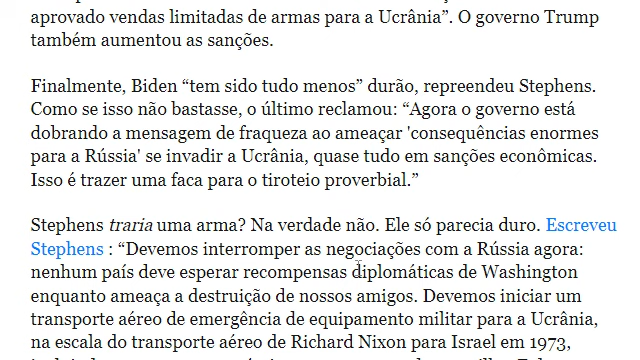 aprovado vendas limitadas de armas para a Ucrânia”. O governo Trump
também aumentou as sanções.
Finalmente, Biden “tem sido tudo menos” durão, repreendeu Stephens.
Como se isso não bastasse, o último reclamou: “Agora o governo está
dobrando a mensagem de fraqueza ao ameaçar 'consequências enormes
para a Rússia' se invadir a Ucrânia, quase tudo em sanções econômicas.
Isso é trazer uma faca para o tiroteio proverbial.”
Stephens traria uma arma? Na verdade não. Ele só parecia duro. Escreveu
Stephens : “Devemos interromper as negociações com a Rússia agora:
nenhum país deve esperar recompensas diplomáticas de Washington
enquanto ameaça a destruição de nossos amigos. Devemos iniciar um
transporte aéreo de emergência de equipamento militar para a Ucrânia,
na escala do transporte aéreo de Richard Nixon para Israel em 1973,